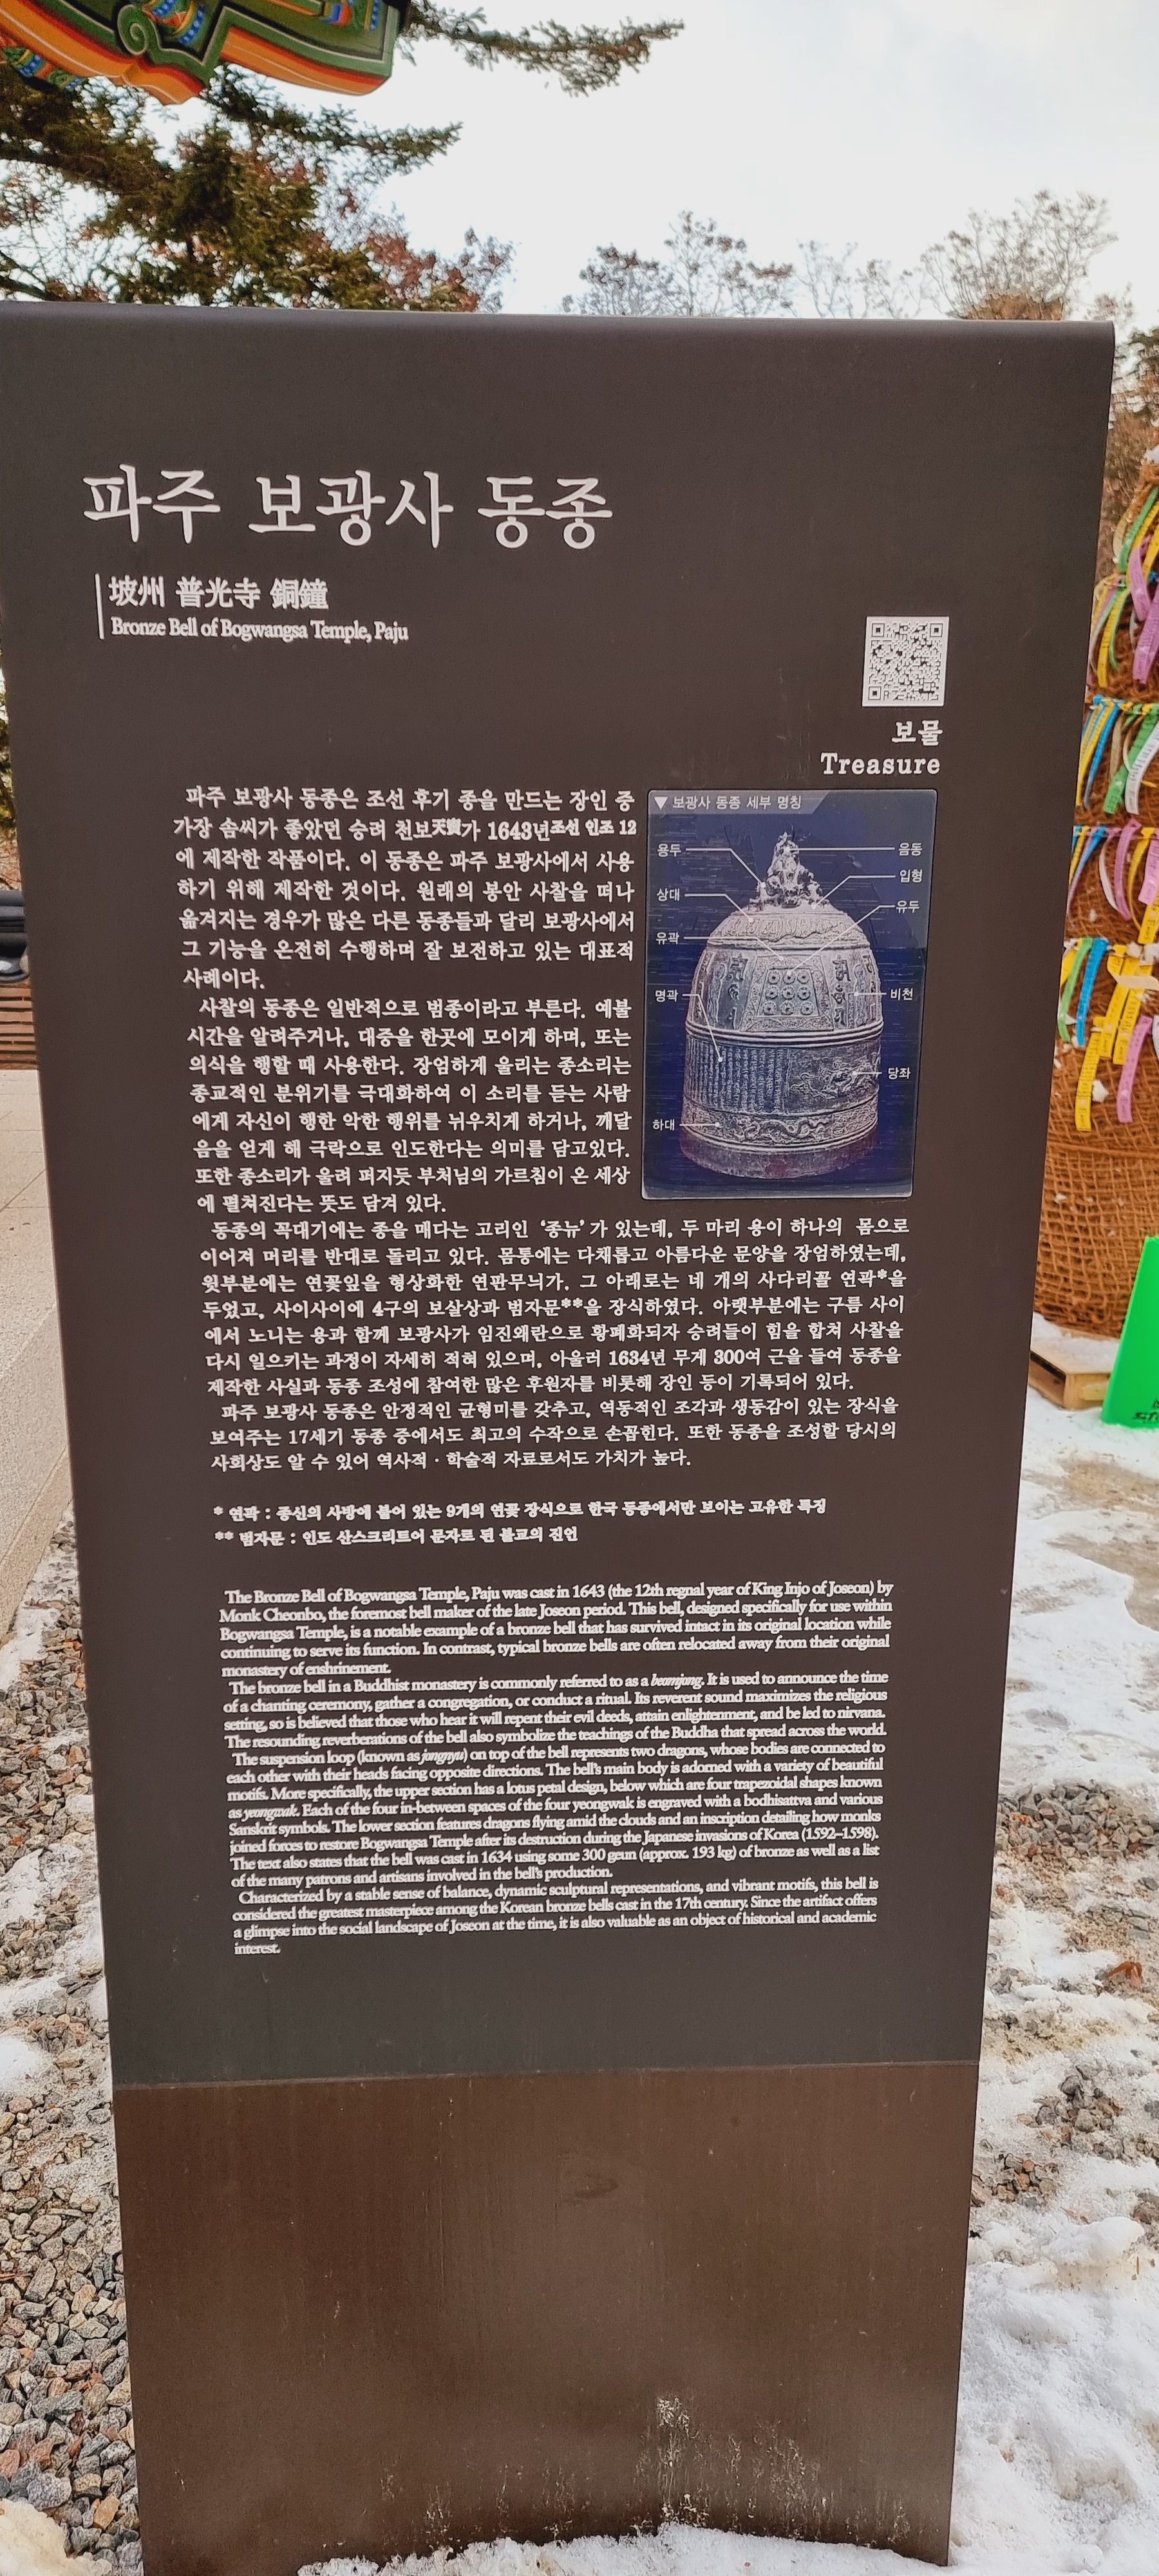 파주 보광사 동종
坡州 普光寺 銅鐘
Bronze Bell of Bogwangsa Temple, Paju
보물
Treasure
파주 보광사 동종은 조선 후기 종을 만드는 장인 중
가장 솜씨가 좋았던 승려 천보天寶가 1643년조선 인조 12
에 제작한 작품이다. 이 동종은 파주 보광사에서 사용
하기 위해 제작한 것이다. 원래의 봉안 사찰을 떠나
옮겨지는 경우가 많은 다른 동종들과 달리 보광사에서
그 기능을 온전히 수행하며 잘 보전하고 있는 대표적
사례이다.
사찰의 동종은 일반적으로 범종이라고 부른다. 예불
시간을 알려주거나, 대중을 한곳에 모이게 하며, 또는
의식을 행할 때 사용한다. 장엄하게 울리는 종소리는
종교적인 분위기를 극대화하여 이 소리를 듣는 사람
에게 자신이 행한 악한 행위를 뉘우치게 하거나, 깨달
음을 얻게 해 극락으로 인도한다는 의미를 담고있다.
또한 종소리가 울려 퍼지듯 부처님의 가르침이 온 세상
에 펼쳐진다는 뜻도 담겨 있다.
▼ 보광사 동종 세부 명칭
용두
음동
입형
상대
유두
유곽
명곽
비천
당좌
하대
동종의 꼭대기에는 종을 매다는 고리인 ‘종뉴’가 있는데, 두 마리 용이 하나의 몸으로
이어져 머리를 반대로 돌리고 있다. 몸통에는 다채롭고 아름다운 문양을 장엄하였는데,
윗부분에는 연꽃잎을 형상화한 연판무늬가, 그 아래로는 네 개의 사다리꼴 연곽*을
두었고, 사이사이에 4구의 보살상과 범자문**을 장식하였다. 아랫부분에는 구름 사이
에서 노니는 용과 함께 보광사가 임진왜란으로 황폐화되자 승려들이 힘을 합쳐 사찰을
다시 일으키는 과정이 자세히 적혀 있으며, 아울러 1634년 무게 300여 근을 들여 동종을
제작한 사실과 동종 조성에 참여한 많은 후원자를 비롯해 장인 등이 기록되어 있다.
파주 보광사 동종은 안정적인 균형미를 갖추고, 역동적인 조각과 생동감이 있는 장식을
보여주는 17세기 동종 중에서도 최고의 수작으로 손꼽힌다. 또한 동종을 조성할 당시의
사회상도 알 수 있어 역사적 · 학술적 자료로서도 가치가 높다.
* 연곽 : 종신의 사방에 붙어 있는 9개의 연꽃 장식으로 한국 동종에서만 보이는 고유한 특징
** 범자문 : 인도 산스크리트어 문자로 된 불교의 진언
The Bronze Bell of Bogwangsa Temple, Paju was cast in 1643 (the 12th regnal year of King Injo of Joseon) by
Monk Cheonbo, the foremost bell maker of the late Joseon period. This bell, designed specifically for use within
Bogwangsa Temple, is a notable example of a bronze bell that has survived intact in its original location while
continuing to serve its function. In contrast, typical bronze bells are often relocated away from their original
monastery of enshrinement.
The bronze bell in a Buddhist monastery is commonly referred to as a beomjong. It is used to announce the time
of a chanting ceremony, gather a congregation, or conduct a ritual. Its reverent sound maximizes the religious
setting, so is believed that those who hear it will repent their evil deeds, attain enlightenment, and be led to nirvana.
The resounding reverberations of the bell also symbolize the teachings of the Buddha that spread across the world.
The suspension loop (known as jongnyu) on top of the bell represents two dragons, whose bodies are connected to
each other with their heads facing opposite directions. The bell's main body is adorned with a variety of beautiful
motifs. More specifically, the upper section has a lotus petal design, below which are four trapezoidal shapes known
as yeongwak. Each of the four in-between spaces of the four yeongwak is engraved with a bodhisattva and various
Sanskrit symbols. The lower section features dragons flying amid the clouds and an inscription detailing how monks
joined forces to restore Bogwangsa Temple after its destruction during the Japanese invasions of Korea (1592–1598).
The text also states that the bell was cast in 1634 using some 300 geun (approx. 193 kg) of bronze as well as a list
of the many patrons and artisans involved in the bell's production.
Characterized by a stable sense of balance, dynamic sculptural representations, and vibrant motifs, this bell is
considered the greatest masterpiece among the Korean bronze bells cast in the 17th century. Since the artifact offers
a glimpse into the social landscape of Joseon at the time, it is also valuable as an object of historical and academic
interest.